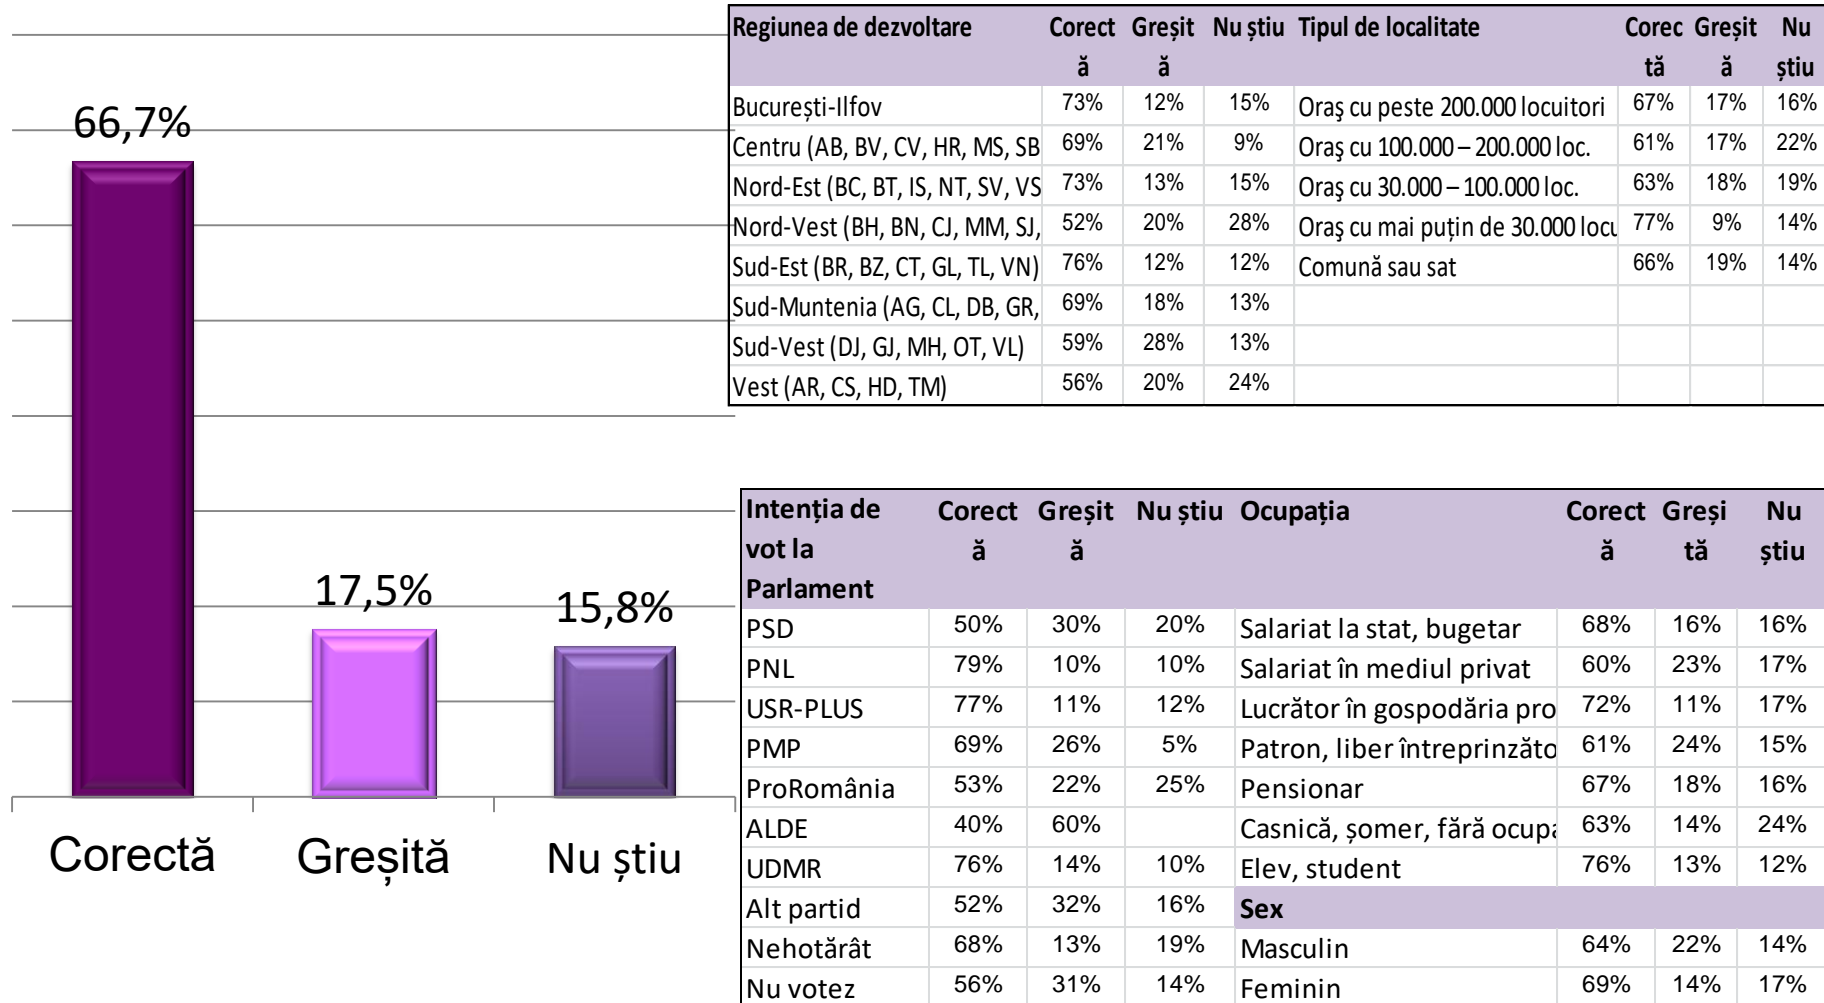 66,7%
17,5%
15,8%
Corectă Greșită Nu știu
Regiunea de dezvoltare Corect Greșit Nu știu Tipul de localitate Corec Greșit Nu
ă ă tă ă știu
București-Ilfov 73% 12% 15% Oraş cu peste 200.000 locuitori 67% 17% 16%
Centru (AB, BV, CV, HR, MS, SB 69% 21% 9% Oraş cu 100.000 – 200.000 loc. 61% 17% 22%
Nord-Est (BC, BT, IS, NT, SV, VS 73% 13% 15% Oraş cu 30.000 – 100.000 loc. 63% 18% 19%
Nord-Vest (BH, BN, CJ, MM, SJ, 52% 20% 28% Oraş cu mai puțin de 30.000 locu 77% 9% 14%
Sud-Est (BR, BZ, CT, GL, TL, VN) 76% 12% 12% Comună sau sat 66% 19% 14%
Sud-Muntenia (AG, CL, DB, GR, 69% 18% 13%
Sud-Vest (DJ, GJ, MH, OT, VL) 59% 28% 13%
Vest (AR, CS, HD, TM) 56% 20% 24%
Intenția de Corect Greșit Nu știu Ocupația Corect Greși Nu
vot la ă ă ă tă știu
Parlament
PSD 50% 30% 20% Salariat la stat, bugetar 68% 16% 16%
PNL 79% 10% 10% Salariat în mediul privat 60% 23% 17%
USR-PLUS 77% 11% 12% Lucrător în gospodăria pro 72% 11% 17%
PMP 69% 26% 5% Patron, liber întreprinzăto 61% 24% 15%
ProRomânia 53% 22% 25% Pensionar 67% 18% 16%
ALDE 40% 60% Casnică, șomer, fără ocupa 63% 14% 24%
UDMR 76% 14% 10% Elev, student 76% 13% 12%
Alt partid 52% 32% 16% Sex
Nehotărât 68% 13% 19% Masculin 64% 22% 14%
Nu votez 56% 31% 14% Feminin 69% 14% 17%